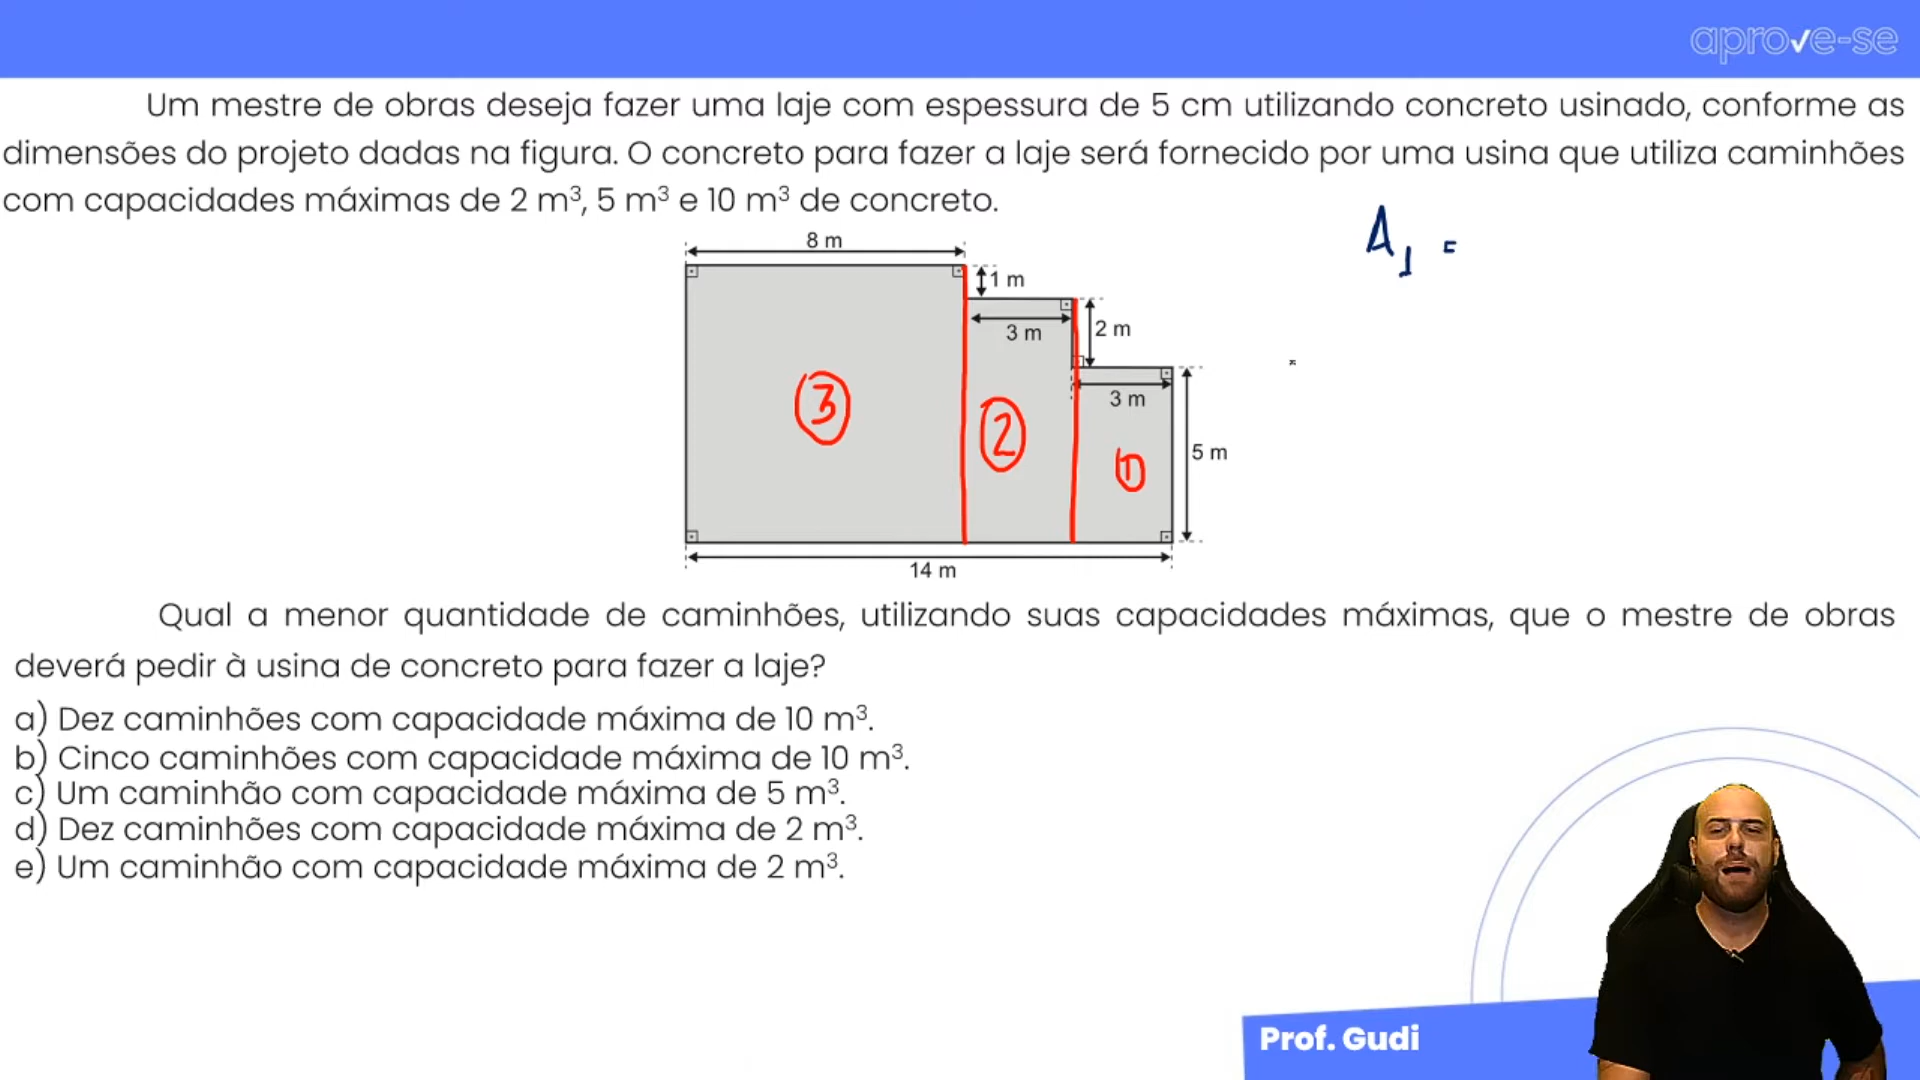 aprove-se
Um mestre de obras deseja fazer uma laje com espessura de 5 cm utilizando concreto usinado, conforme as
dimensões do projeto dadas na figura. O concreto para fazer a laje será fornecido por uma usina que utiliza caminhões
com capacidades máximas de 2 m³, 5 m³ e 10 m³ de concreto.
A₁ =
8 m
1 m
3 m
2 m
3 m
3
2
1
5 m
14 m
Qual a menor quantidade de caminhões, utilizando suas capacidades máximas, que o mestre de obras
deverá pedir à usina de concreto para fazer a laje?
a) Dez caminhões com capacidade máxima de 10 m³.
b) Cinco caminhões com capacidade máxima de 10 m³.
c) Um caminhão com capacidade máxima de 5 m³.
d) Dez caminhões com capacidade máxima de 2 m³.
e) Um caminhão com capacidade máxima de 2 m³.
Prof. Gudi